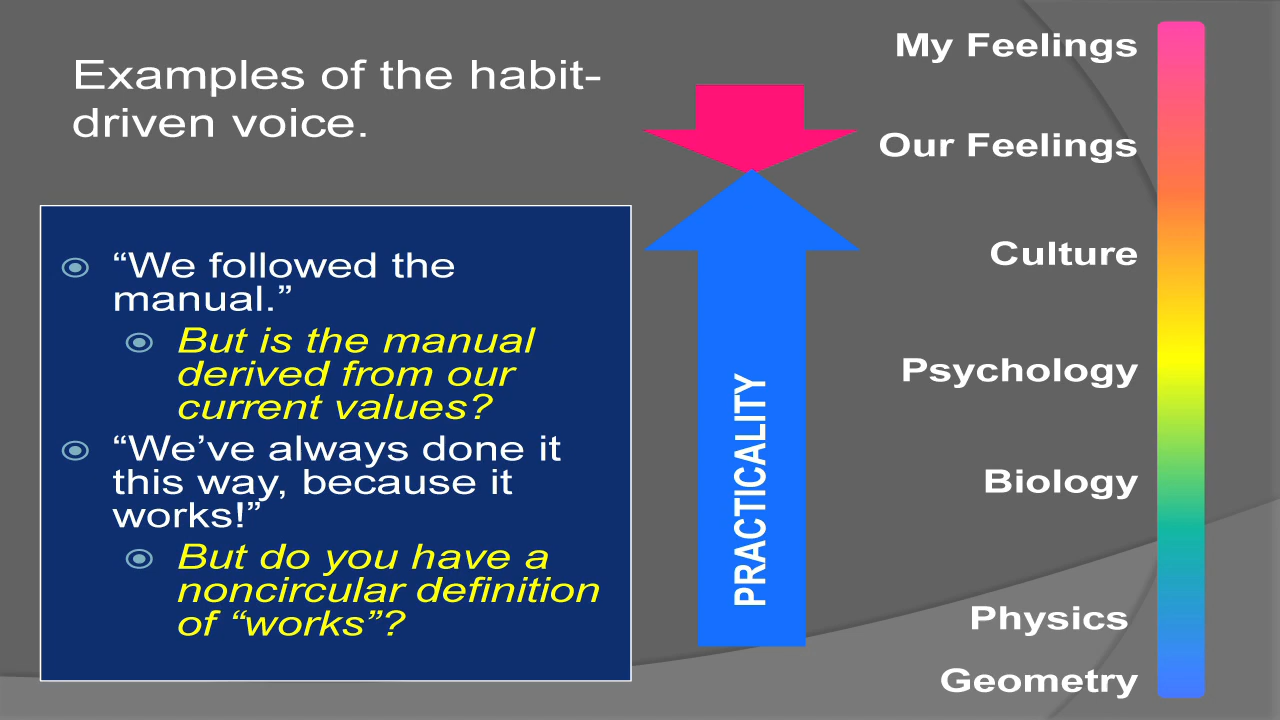 Examples of the habit-
driven voice.
“We followed the
manual.”
But is the manual
derived from our
current values?
“We’ve always done it
this way, because it
works!”
But do you have a
noncircular definition
of “works”?
PRACTICALITY
My Feelings
Our Feelings
Culture
Psychology
Biology
Physics
Geometry